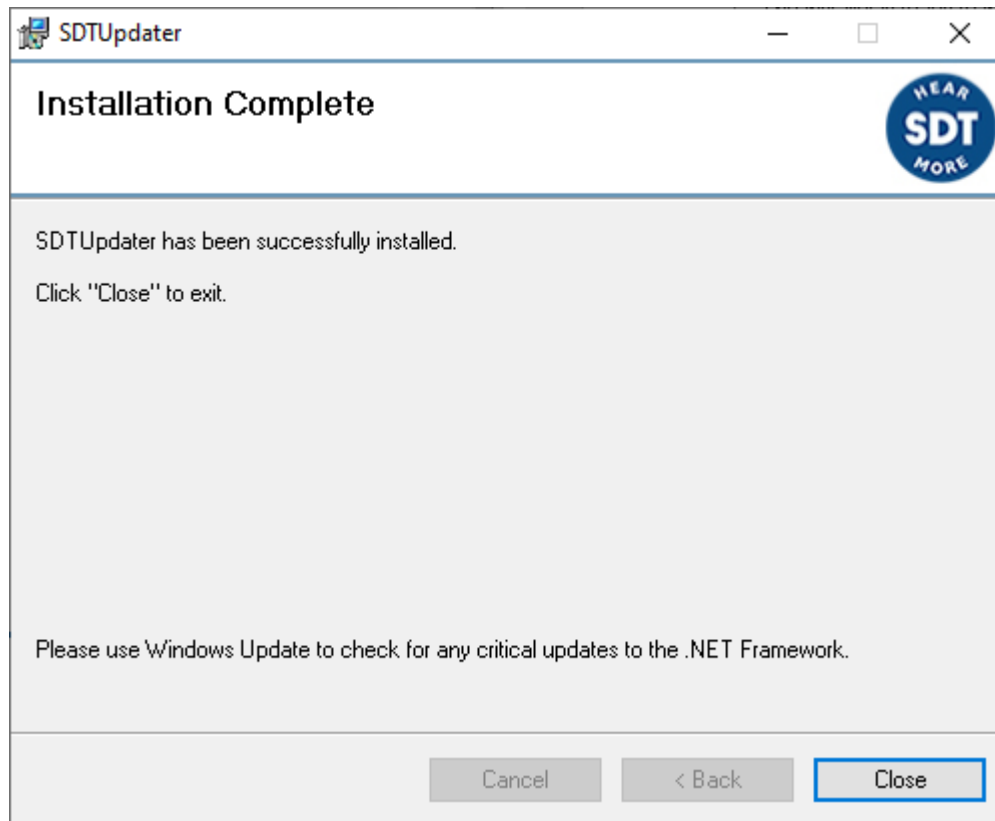 SDTUpdater
Installation Complete
HEAR
SDT
MORE
SDTUpdater has been successfully installed.
Click "Close" to exit.
Please use Windows Update to check for any critical updates to the .NET Framework.
Cancel
< Back
Close